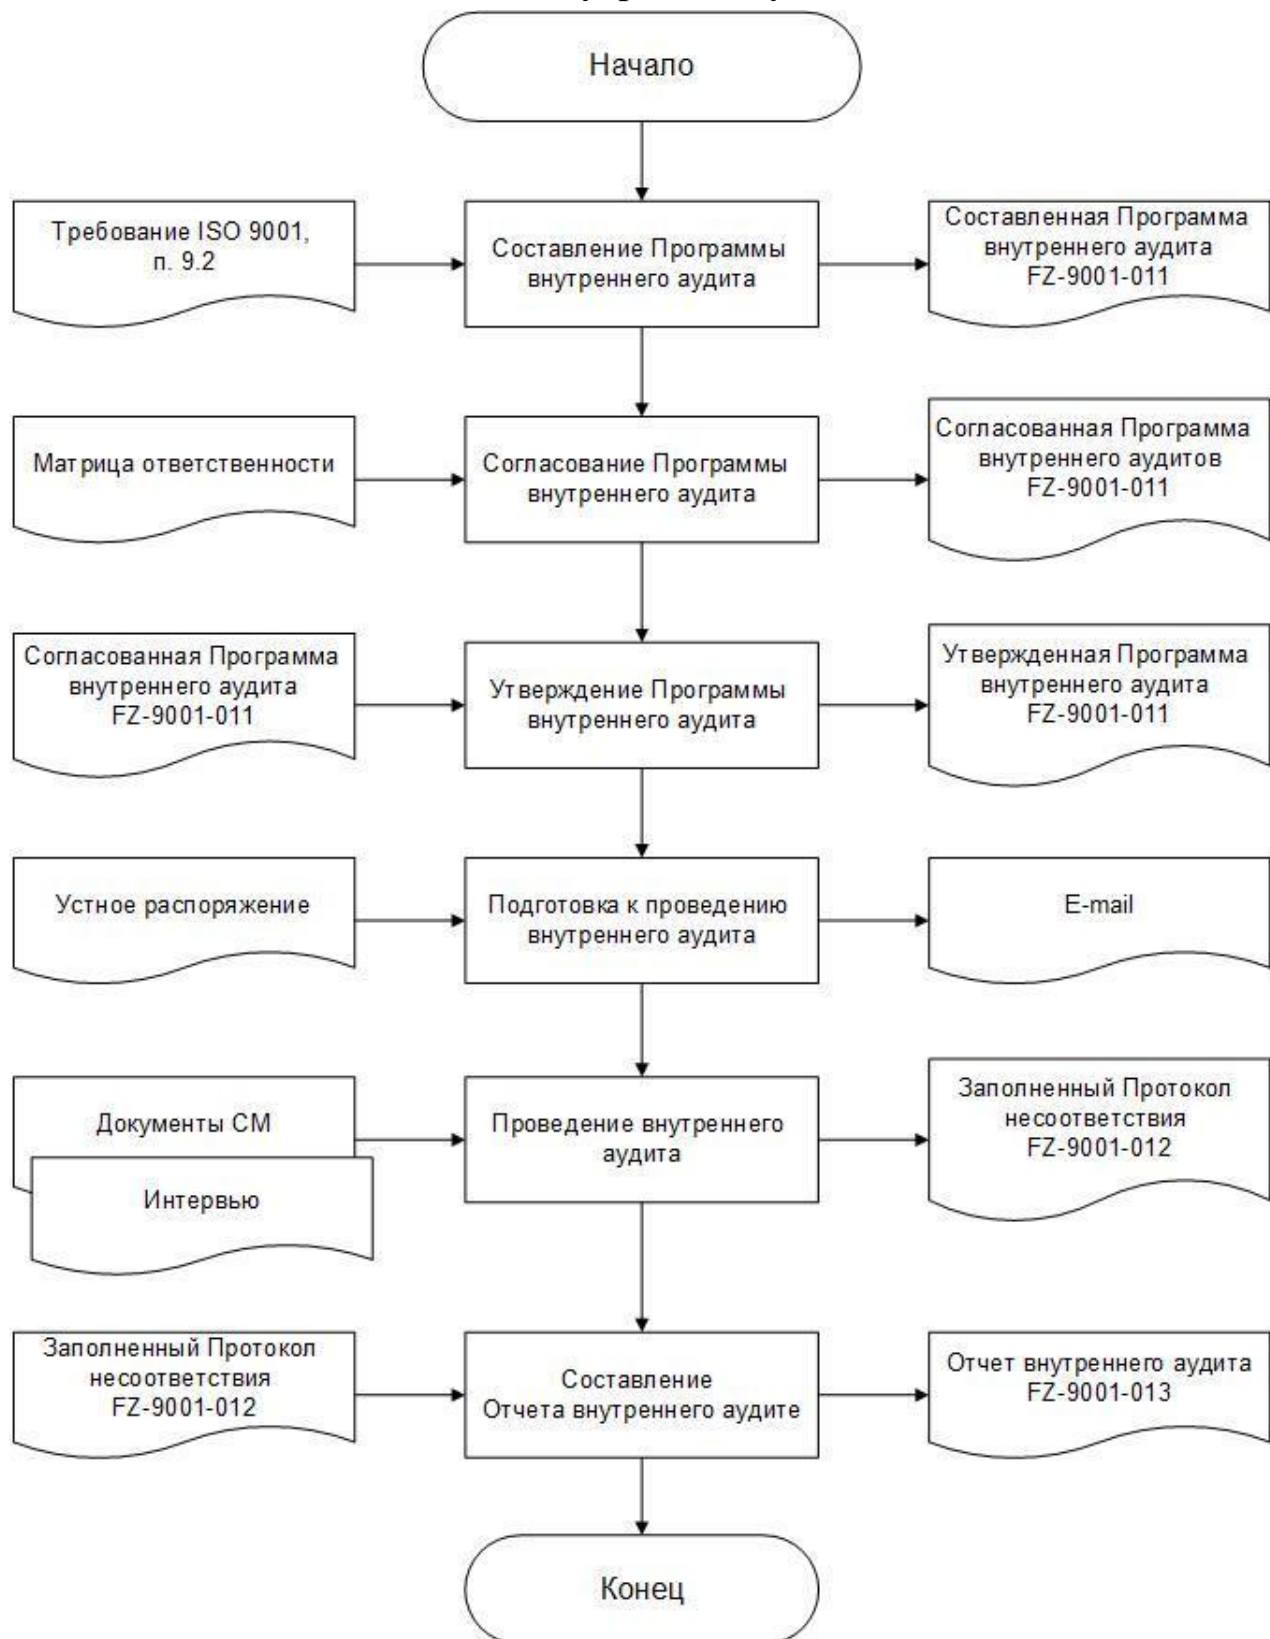 Начало
Требование ISO 9001,
п. 9.2
Составление Программы
внутреннего аудита
Составленная Программа
внутреннего аудита
FZ-9001-011
Матрица ответственности
Согласование Программы
внутреннего аудита
Согласованная Программа
внутреннего аудитов
FZ-9001-011
Согласованная Программа
внутреннего аудита
FZ-9001-011
Утверждение Программы
внутреннего аудита
Утвержденная Программа
внутреннего аудита
FZ-9001-011
Устное распоряжение
Подготовка к проведению
внутреннего аудита
E-mail
Документы СМ
Интервью
Проведение внутреннего
аудита
Заполненный Протокол
несоответствия
FZ-9001-012
Заполненный Протокол
несоответствия
FZ-9001-012
Составление
Отчета внутреннего аудите
Отчет внутреннего аудита
FZ-9001-013
Конец